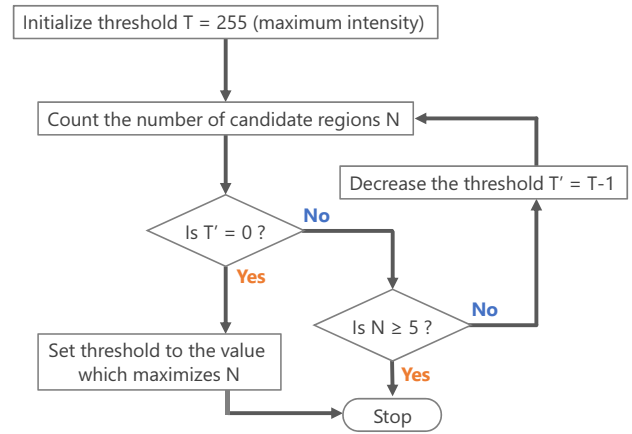 Initialize threshold T = 255 (maximum intensity)
Count the number of candidate regions N
Decrease the threshold T’ = T-1
Is T’ = 0 ?
No
Yes
Is N ≥ 5 ?
No
Yes
Set threshold to the value
which maximizes N
Stop